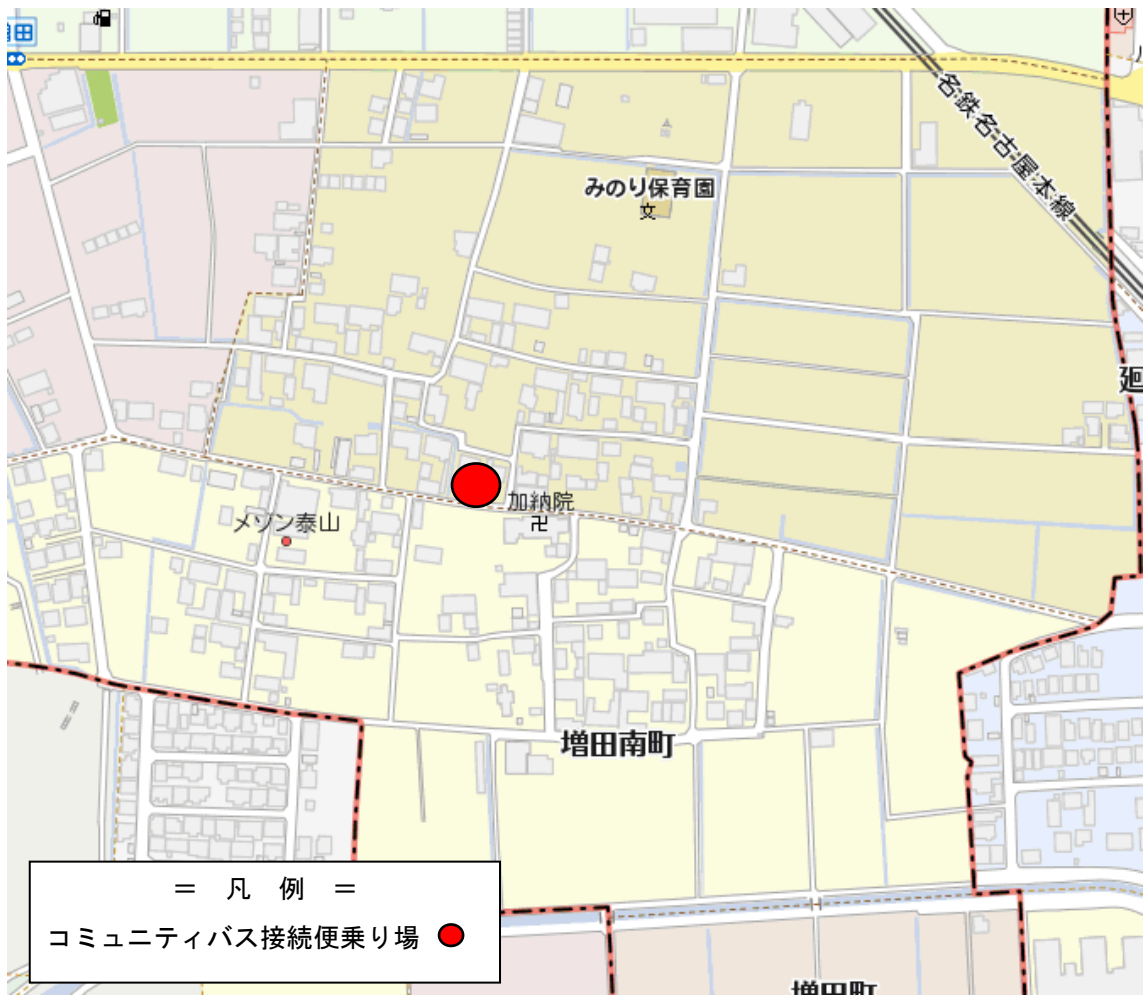 田
名鉄名古屋本線
みのり保育園
文
廻
加納院
卍
メゾン泰山
増田南町
＝ 凡 例 ＝
コミュニティバス接続便乗り場
増田町